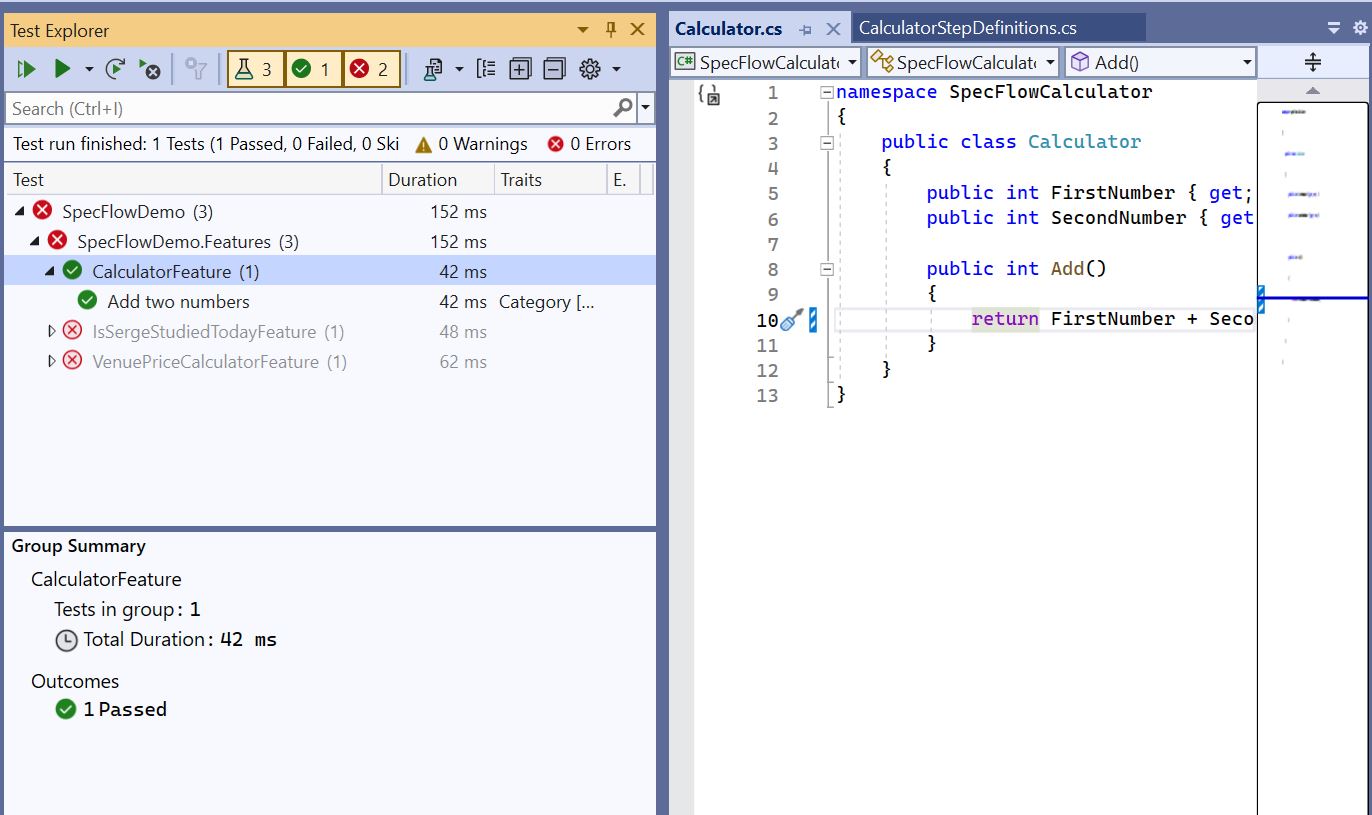 Test Explorer
3 1 2
Search (Ctrl+I)
Test run finished: 1 Tests (1 Passed, 0 Failed, 0 Ski 0 Warnings 0 Errors
Test Duration Traits E.
SpecFlowDemo (3) 152 ms
SpecFlowDemo.Features (3) 152 ms
CalculatorFeature (1) 42 ms
Add two numbers 42 ms Category [...
IsSergeStudiedTodayFeature (1) 48 ms
VenuePriceCalculatorFeature (1) 62 ms
Group Summary
CalculatorFeature
Tests in group: 1
Total Duration: 42 ms
Outcomes
1 Passed
Calculator.cs CalculatorStepDefinitions.cs
C# SpecFlowCalculat SpecFlowCalculat Add()
1 namespace SpecFlowCalculator
2 {
3 public class Calculator
4 {
5 public int FirstNumber { get;
6 public int SecondNumber { get
7
8 public int Add()
9 {
10 return FirstNumber + Seco
11 }
12 }
13 }